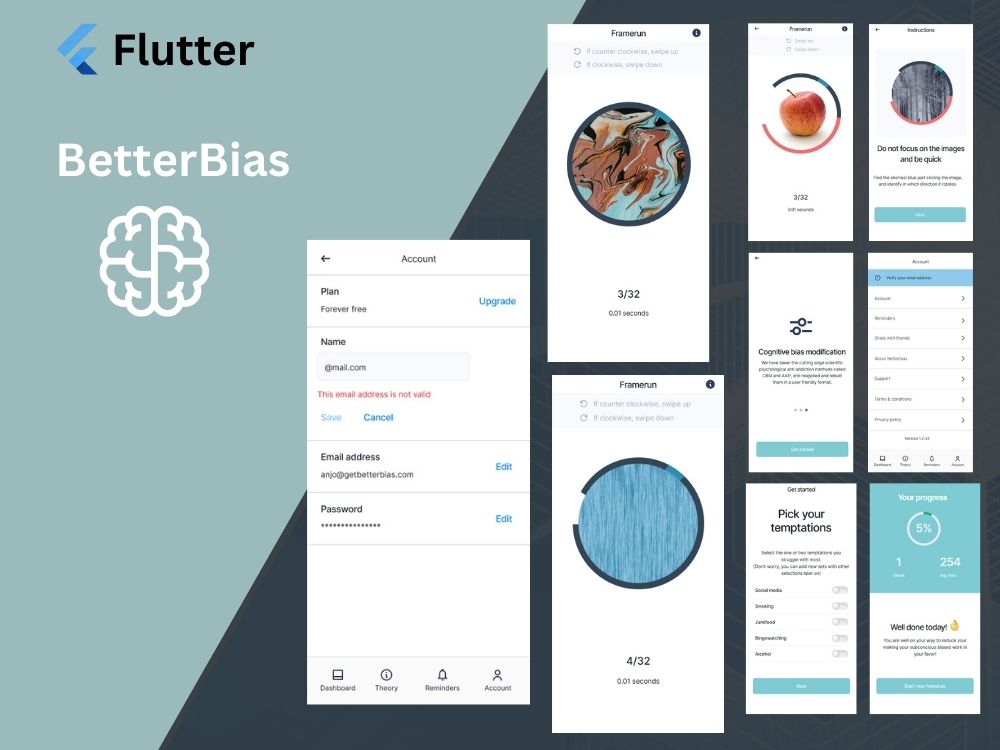 Flutter
BetterBias
Account
Plan
Forever free
Upgrade
Name
@mail.com
This email address is not valid
Save Cancel
Email address
anjo@getbetterbias.com
Edit
Password
***************
Edit
Dashboard Theory Reminders Account
Framerun
If counter clockwise, swipe up
If clockwise, swipe down
3/32
0.01 seconds
Framerun
If counter clockwise, swipe up
If clockwise, swipe down
4/32
0.01 seconds
Framerun
Swipe up
Swipe down
3/32
0.01 seconds
Instructions
Do not focus on the images
and be quick
Find the shortest blue part circling the image,
and identify in which direction it rotates.
Next
Cognitive bias modification
We have taken the cutting edge scientific
psychological anti addiction methods called:
CBM and AAT, and reapplied and rebuilt
them in a user friendly format.
Get started
Account
Verify your email address
Account
Reminders
Share with friends
About Betterbias
Support
Terms & conditions
Privacy policy
Version 1.2.34
Dashboard Theory Reminders Account
Get started
Pick your
temptations
Select the one or two temptations you
struggle with most.
(Don't worry, you can add new sets with other
selections later on)
Social media
Smoking
Junkfood
Bingewatching
Alcohol
Next
Your progress
5%
1 254
Well done today! 👌
You are well on your way to reduce your
making your subconcious biases work in
your favor!
Start new framerun